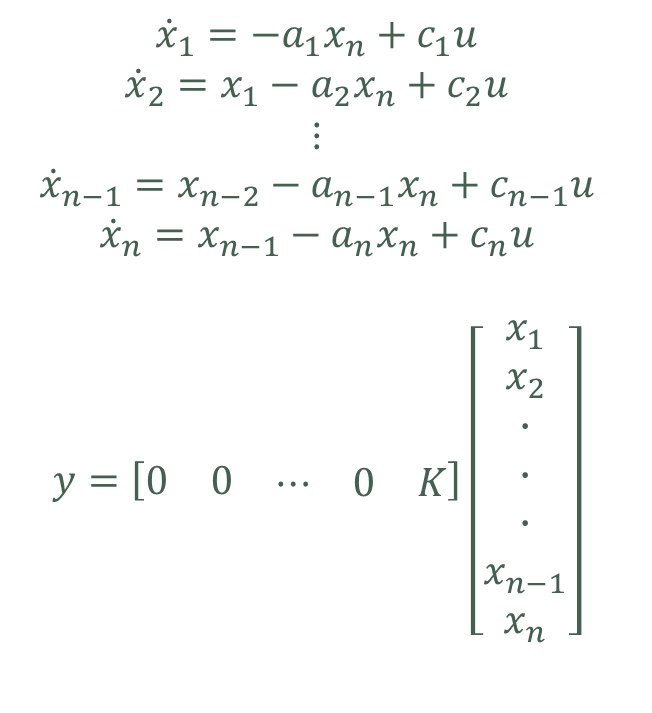 ẋ₁ = −a₁xₙ + c₁u
ẋ₂ = x₁ − a₂xₙ + c₂u
⋮
ẋₙ₋₁ = xₙ₋₂ − aₙ₋₁xₙ + cₙ₋₁u
ẋₙ = xₙ₋₁ − aₙxₙ + cₙu
y = [0 0 ⋯ 0 K]
[x₁
x₂
.
.
.
xₙ₋₁
xₙ]